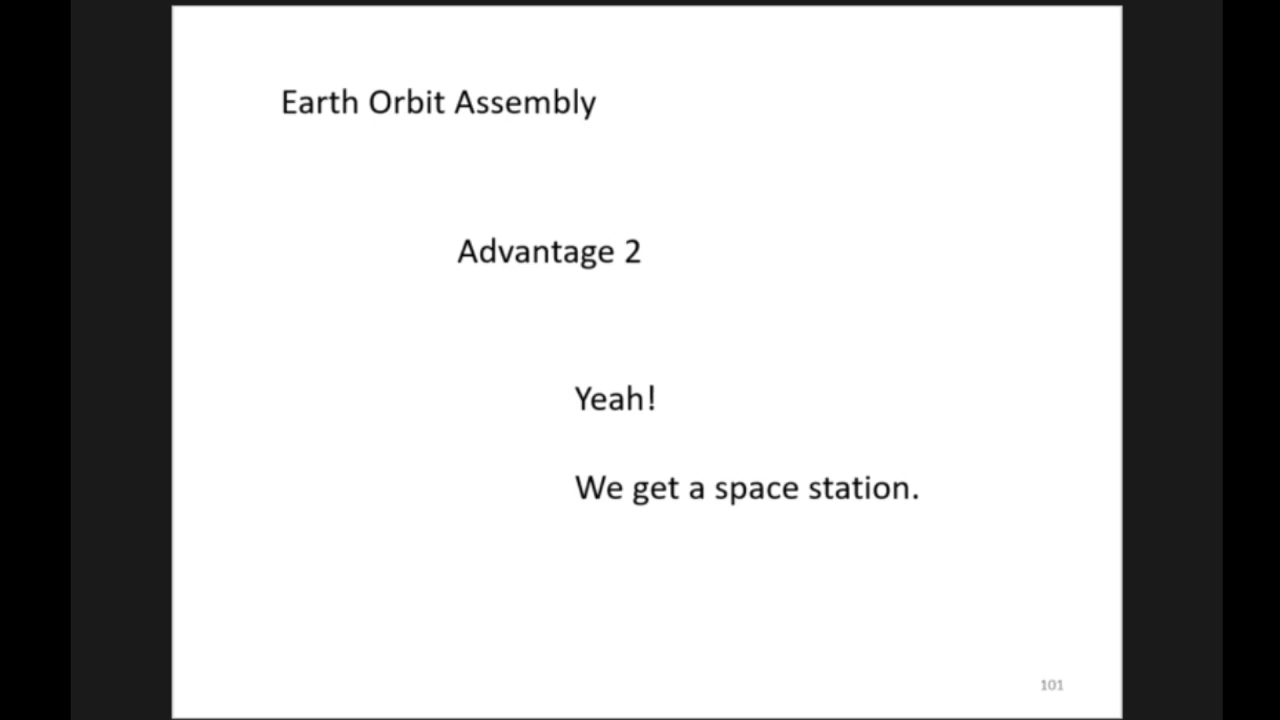 Earth Orbit Assembly
Advantage 2
Yeah!
We get a space station.
101